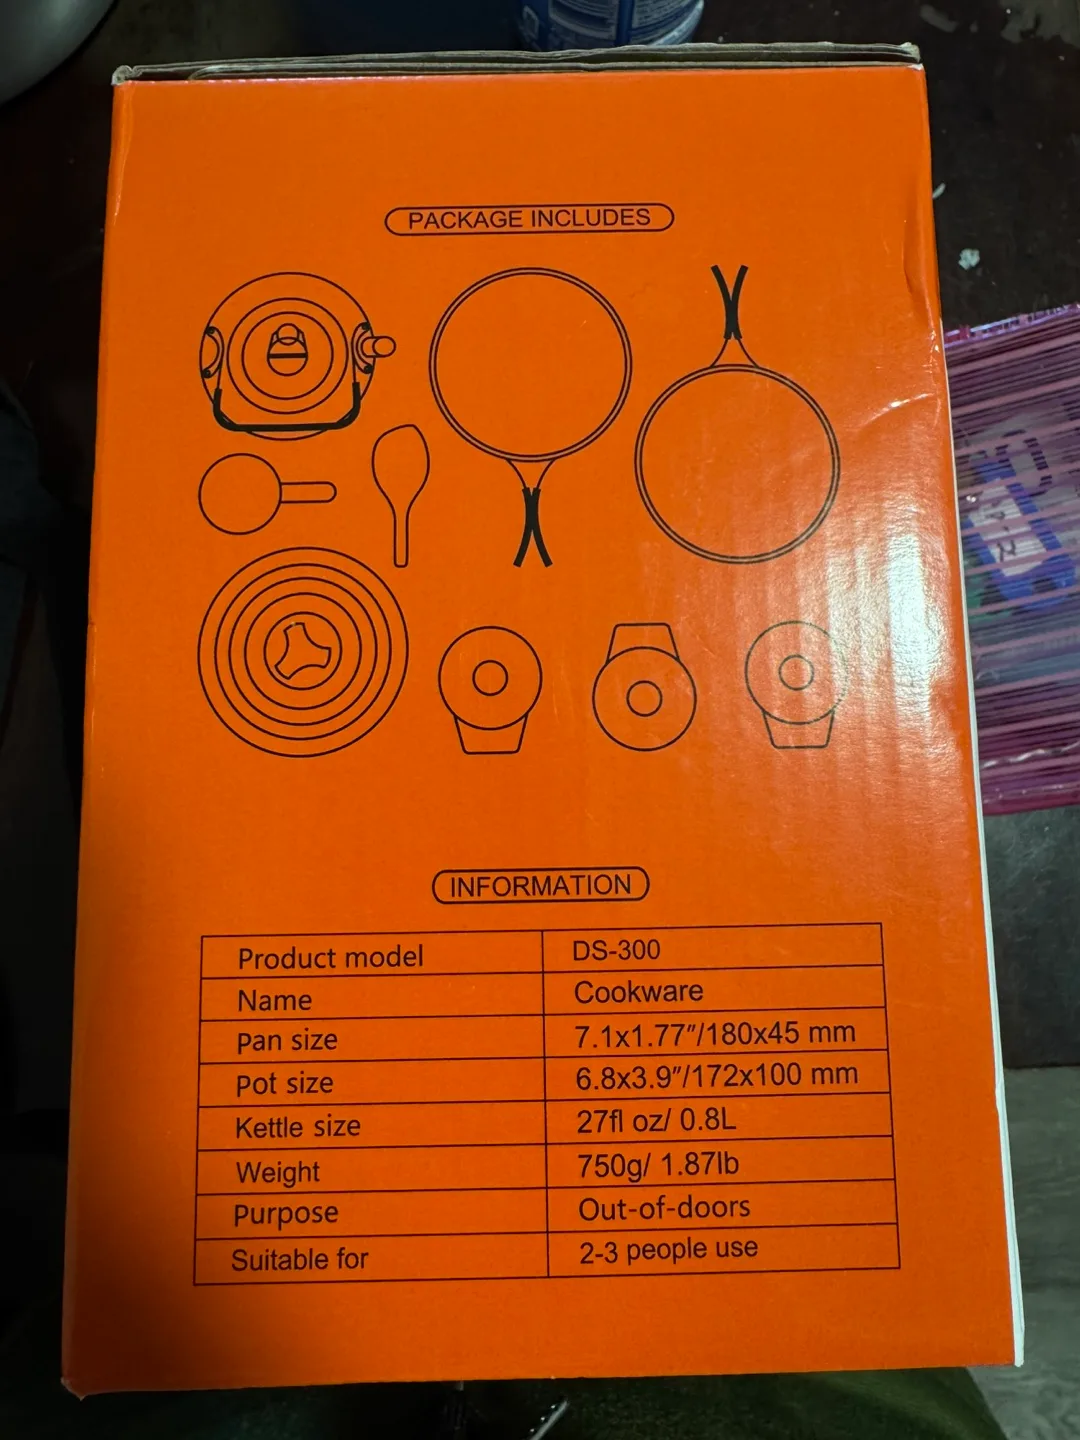 PACKAGE INCLUDES
INFORMATION
Product model DS-300
Name Cookware
Pan size 7.1x1.77″/180x45 mm
Pot size 6.8x3.9″/172x100 mm
Kettle size 27fl oz/ 0.8L
Weight 750g/ 1.87lb
Purpose Out-of-doors
Suitable for 2-3 people use